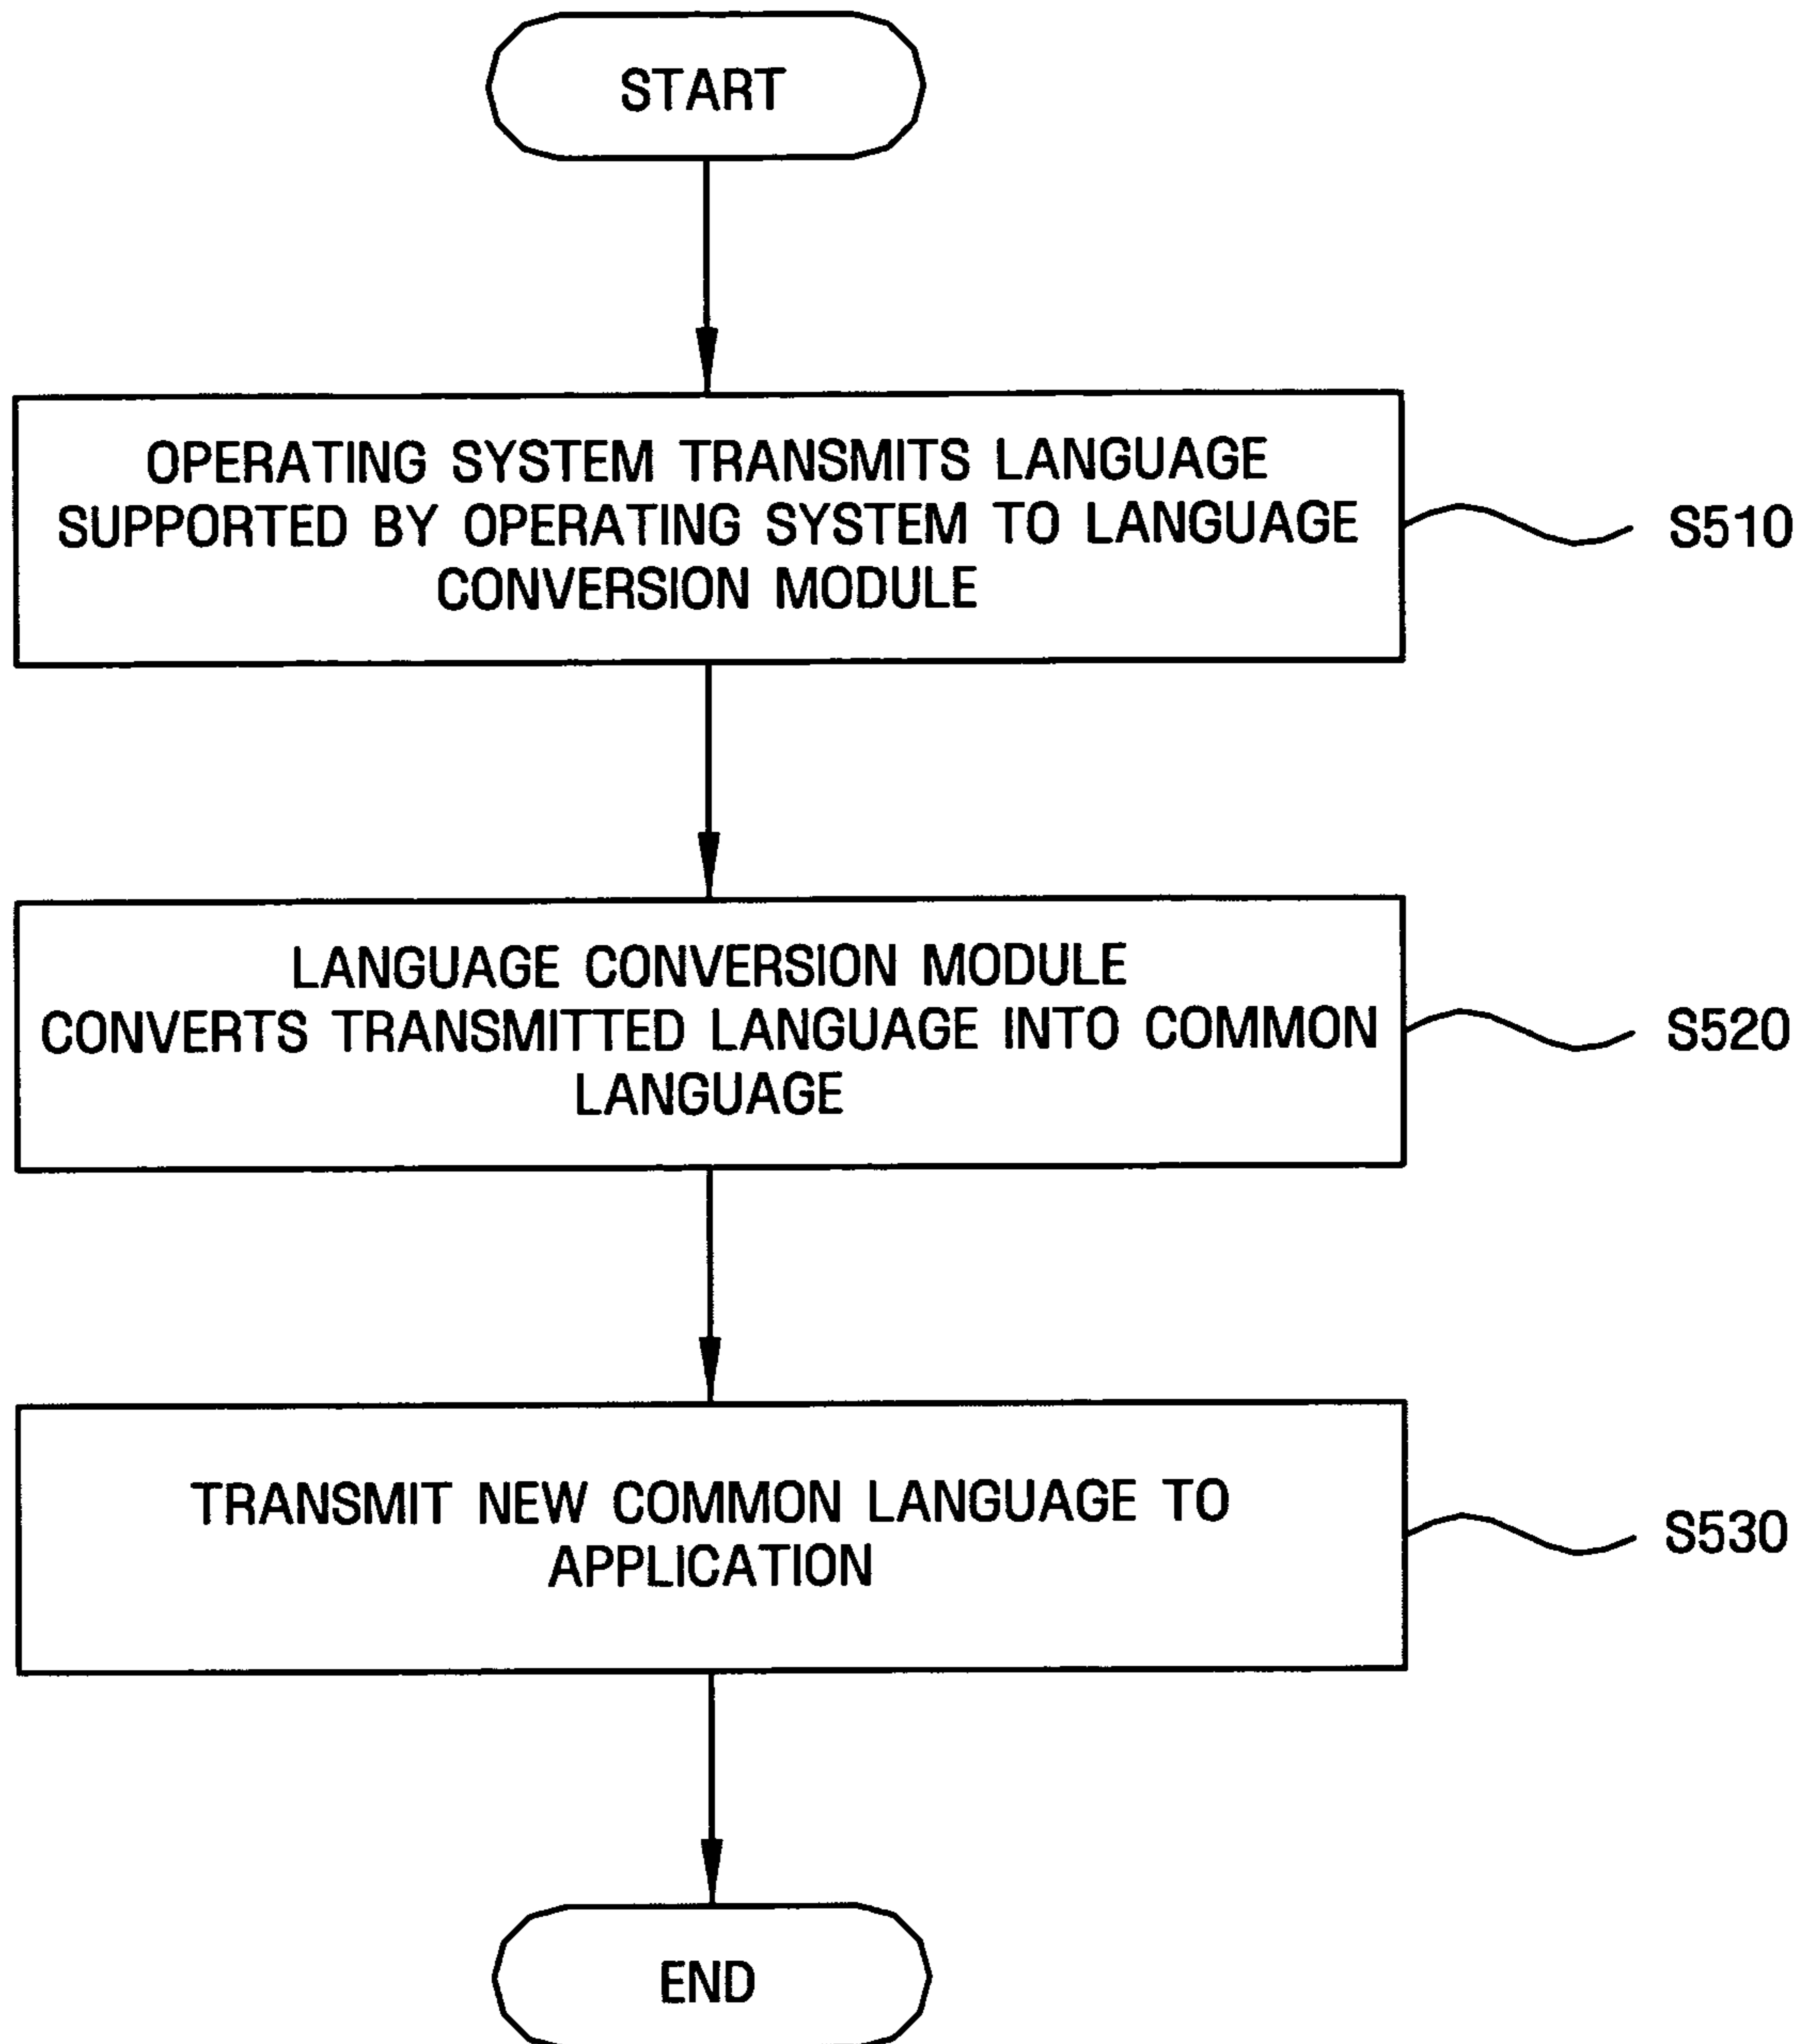 START
OPERATING SYSTEM TRANSMITS LANGUAGE
SUPPORTED BY OPERATING SYSTEM TO LANGUAGE
CONVERSION MODULE
S510
LANGUAGE CONVERSION MODULE
CONVERTS TRANSMITTED LANGUAGE INTO COMMON
LANGUAGE
S520
TRANSMIT NEW COMMON LANGUAGE TO
APPLICATION
S530
END